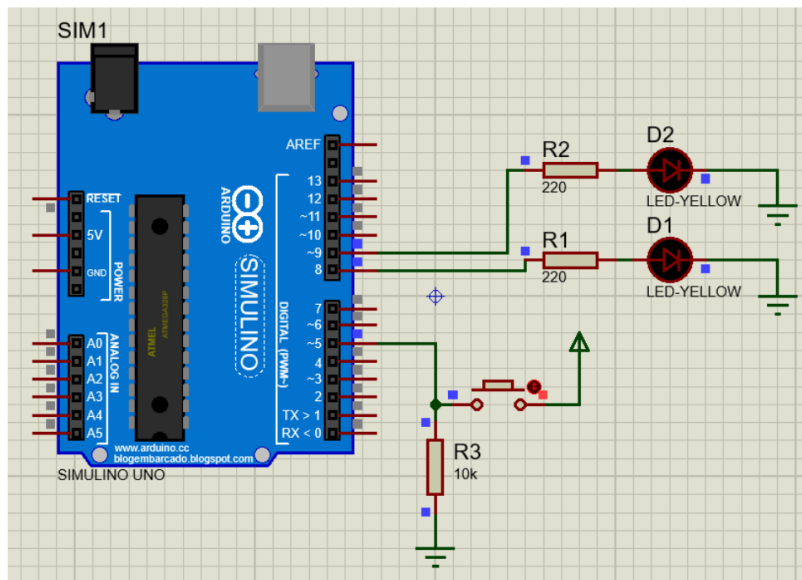 SIM1
AREF
13
12
~11
~10
~9
8
RESET
5V
GND
POWER
ARDUINO
SIMULINO
ATMEL
ATMEGA328P
DIGITAL (PWM~)
7
~6
~5
4
~3
2
TX > 1
RX < 0
ANALOG IN
A0
A1
A2
A3
A4
A5
www.arduino.cc
blogembarcado.blogspot.com
SIMULINO UNO
R2
220
D2
LED-YELLOW
R1
220
D1
LED-YELLOW
R3
10k